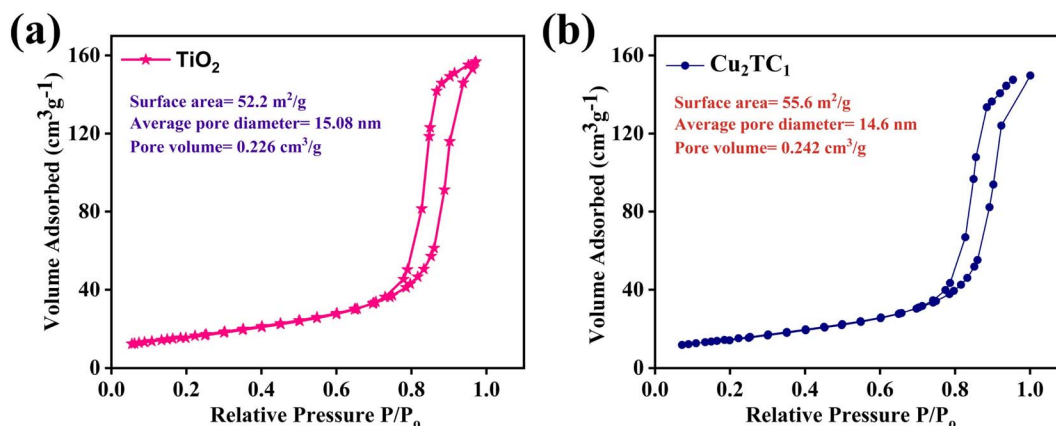 (a)
TiO₂
Surface area= 52.2 m²/g
Average pore diameter= 15.08 nm
Pore volume= 0.226 cm³/g
Volume Adsorbed (cm³g⁻¹)
160
120
80
40
0
0.0 0.2 0.4 0.6 0.8 1.0
Relative Pressure P/Pₒ
(b)
Cu₂TC₁
Surface area= 55.6 m²/g
Average pore diameter= 14.6 nm
Pore volume= 0.242 cm³/g
Volume Adsorbed (cm³g-1)
160
120
80
40
0
0.0 0.2 0.4 0.6 0.8 1.0
Relative Pressure P/Pₒ